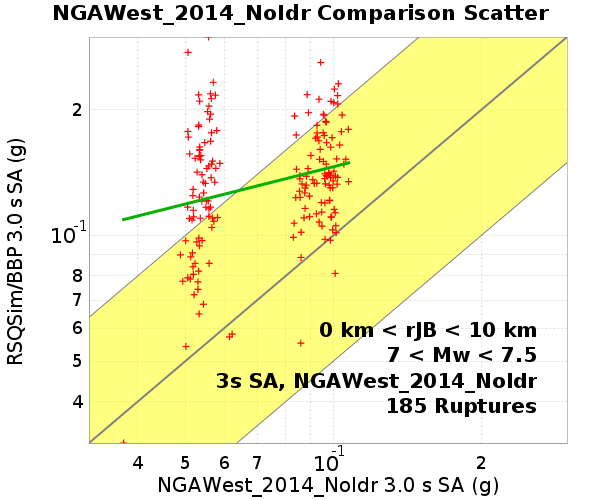 NGAWest_2014_NoIdr Comparison Scatter
RSQSim/BBP 3.0 s SA (g)
2
10-1
8
7
6
5
4
0 km < rJB < 10 km
7 < Mw < 7.5
3s SA, NGAWest_2014_NoIdr
185 Ruptures
4 5 6 7 10-1 2
NGAWest_2014_NoIdr 3.0 s SA (g)